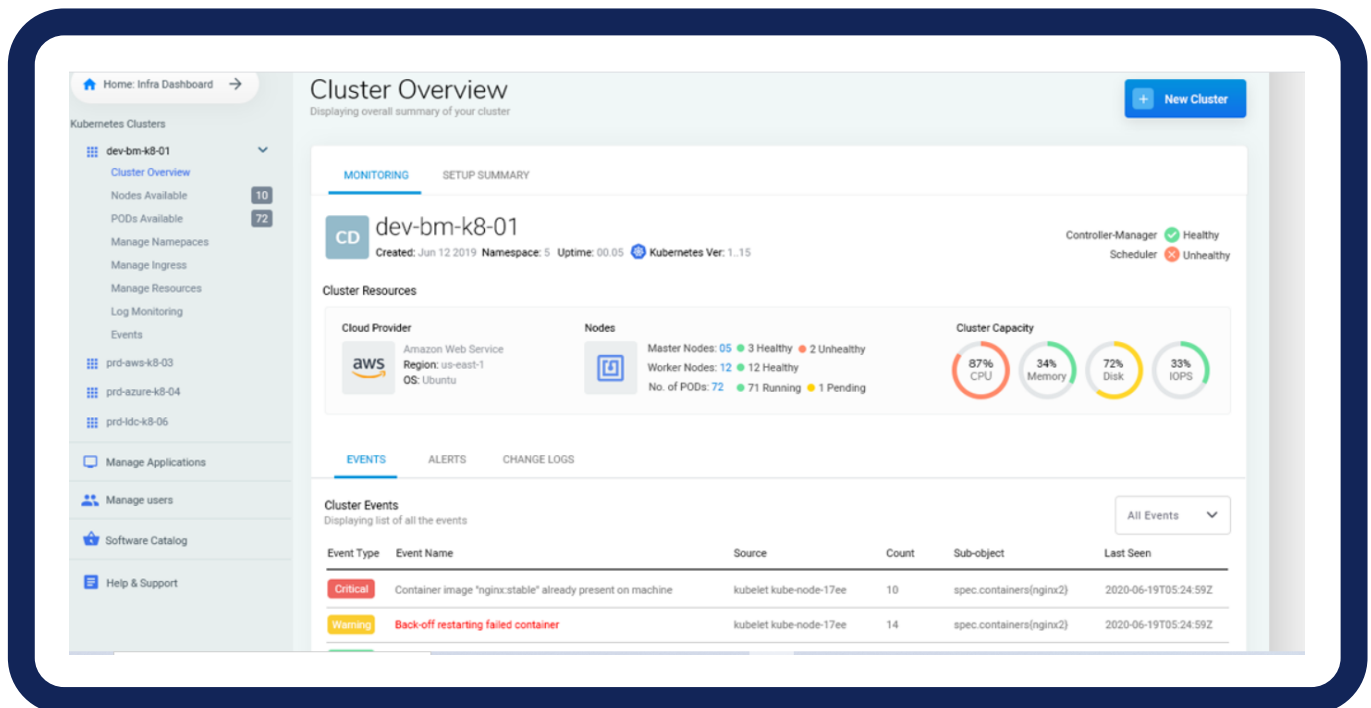 Home: Infra Dashboard
Kubernetes Clusters
dev-bm-k8-01
Cluster Overview
Nodes Available 10
PODs Available 72
Manage Namepaces
Manage Ingress
Manage Resources
Log Monitoring
Events
prd-aws-k8-03
prd-azure-k8-04
prd-ldc-k8-06
Manage Applications
Manage users
Software Catalog
Help & Support
Cluster Overview
Displaying overall summary of your cluster
+ New Cluster
MONITORING SETUP SUMMARY
CD dev-bm-k8-01
Created: Jun 12 2019 Namespace: 5 Uptime: 00.05 Kubernetes Ver: 1..15
Controller-Manager Healthy
Scheduler Unhealthy
Cluster Resources
Cloud Provider
aws
Amazon Web Service
Region: us-east-1
OS: Ubuntu
Nodes
Master Nodes: 05 3 Healthy 2 Unhealthy
Worker Nodes: 12 12 Healthy
No. of PODs: 72 71 Running 1 Pending
Cluster Capacity
87% CPU
34% Memory
72% Disk
33% IOPS
EVENTS ALERTS CHANGE LOGS
Cluster Events
Displaying list of all the events
All Events
Event Type Event Name Source Count Sub-object Last Seen
Critical Container image "nginx:stable" already present on machine kubelet kube-node-17ee 10 spec.containers{nginx2} 2020-06-19T05:24:59Z
Warning Back-off restarting failed container kubelet kube-node-17ee 14 spec.containers{nginx2} 2020-06-19T05:24:59Z